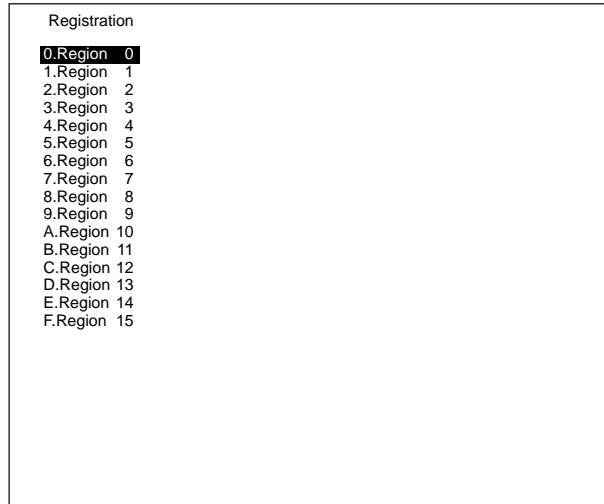 Registration
0.Region 0
1.Region 1
2.Region 2
3.Region 3
4.Region 4
5.Region 5
6.Region 6
7.Region 7
8.Region 8
9.Region 9
A.Region 10
B.Region 11
C.Region 12
D.Region 13
E.Region 14
F.Region 15